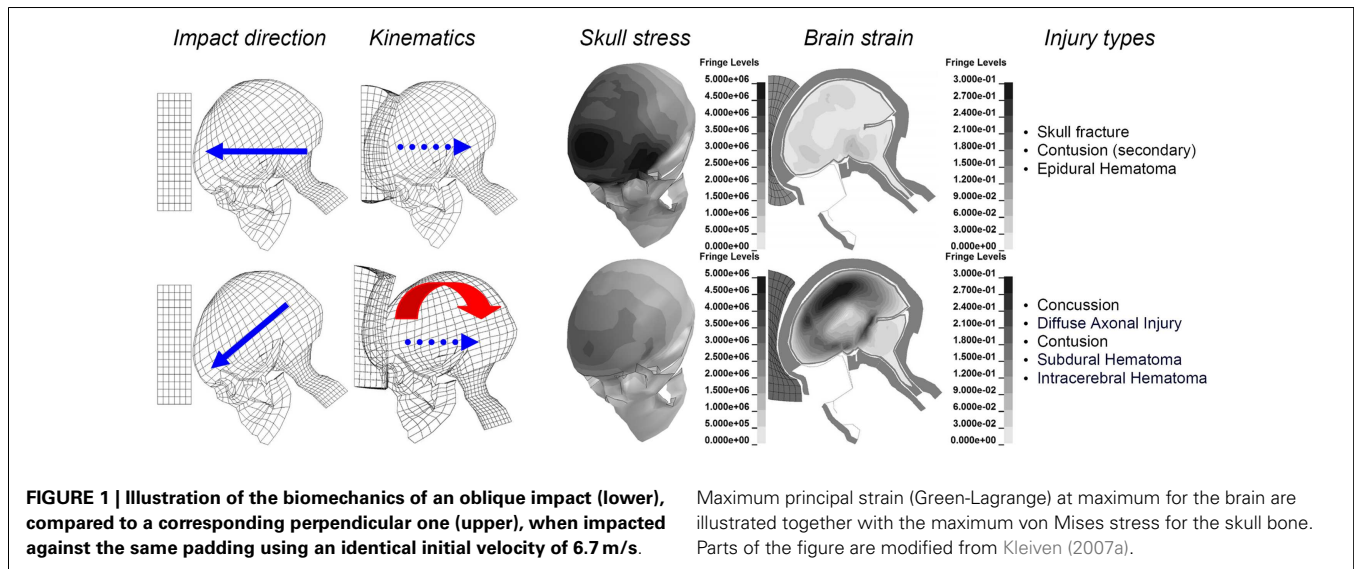 Impact direction
Kinematics
Skull stress
Brain strain
Injury types
Fringe Levels
5.000e+06
4.500e+06
4.000e+06
3.500e+06
3.000e+06
2.500e+06
2.000e+06
1.500e+06
1.000e+06
5.000e+05
0.000e+00
Fringe Levels
3.000e-01
2.700e-01
2.400e-01
2.100e-01
1.800e-01
1.500e-01
1.200e-01
9.000e-02
6.000e-02
3.000e-02
0.000e+00
• Skull fracture
• Contusion (secondary)
• Epidural Hematoma
Fringe Levels
5.000e+06
4.500e+06
4.000e+06
3.500e+06
3.000e+06
2.500e+06
2.000e+06
1.500e+06
1.000e+06
5.000e+05
0.000e+00
Fringe Levels
3.000e-01
2.700e-01
2.400e-01
2.100e-01
1.800e-01
1.500e-01
1.200e-01
9.000e-02
6.000e-02
3.000e-02
0.000e+00
• Concussion
• Diffuse Axonal Injury
• Contusion
• Subdural Hematoma
• Intracerebral Hematoma
FIGURE 1 | Illustration of the biomechanics of an oblique impact (lower),
compared to a corresponding perpendicular one (upper), when impacted
against the same padding using an identical initial velocity of 6.7 m/s.
Maximum principal strain (Green-Lagrange) at maximum for the brain are
illustrated together with the maximum von Mises stress for the skull bone.
Parts of the figure are modified from Kleiven (2007a).